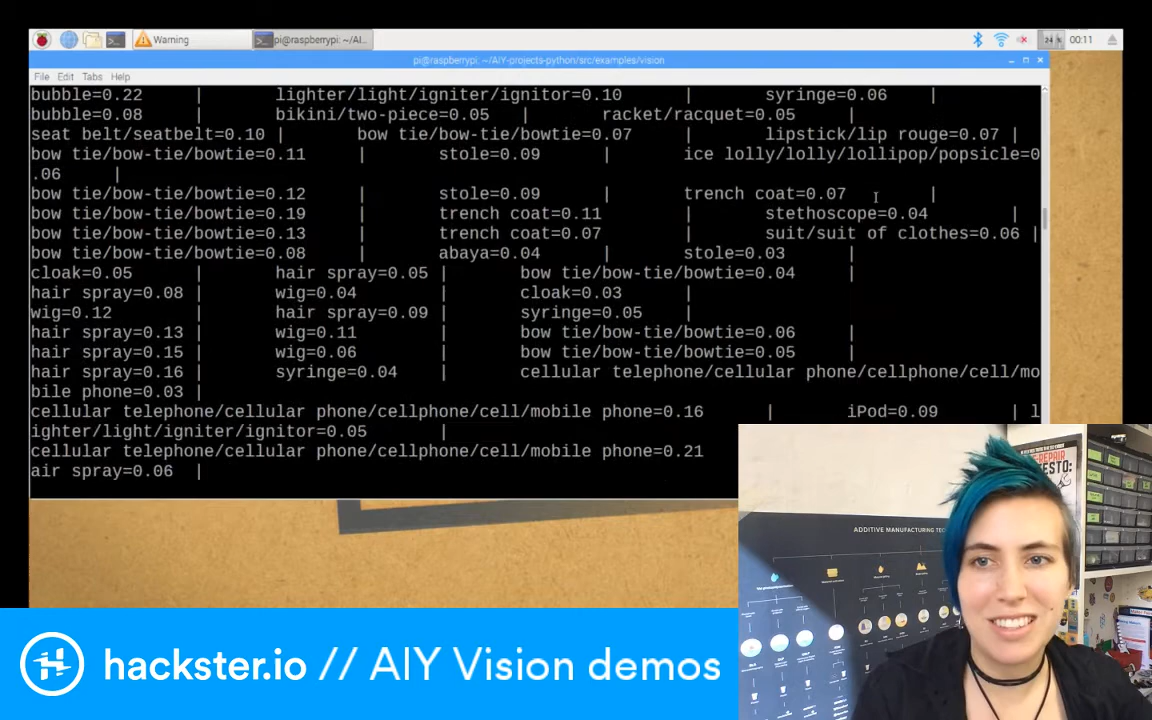 Warning
pi@raspberrypi: ~/AI...
24 %
00:11
pi@raspberrypi: ~/AIY-projects-python/src/examples/vision
File Edit Tabs Help
bubble=0.22 | lighter/light/igniter/ignitor=0.10 | syringe=0.06 |
bubble=0.08 | bikini/two-piece=0.05 | racket/racquet=0.05 |
seat belt/seatbelt=0.10 | bow tie/bow-tie/bowtie=0.07 | lipstick/lip rouge=0.07 |
bow tie/bow-tie/bowtie=0.11 | stole=0.09 | ice lolly/lolly/lollipop/popsicle=0
.06 |
bow tie/bow-tie/bowtie=0.12 | stole=0.09 | trench coat=0.07 |
bow tie/bow-tie/bowtie=0.19 | trench coat=0.11 | stethoscope=0.04 |
bow tie/bow-tie/bowtie=0.13 | trench coat=0.07 | suit/suit of clothes=0.06 |
bow tie/bow-tie/bowtie=0.08 | abaya=0.04 | stole=0.03 |
cloak=0.05 | hair spray=0.05 | bow tie/bow-tie/bowtie=0.04 |
hair spray=0.08 | wig=0.04 | cloak=0.03 |
wig=0.12 | hair spray=0.09 | syringe=0.05 |
hair spray=0.13 | wig=0.11 | bow tie/bow-tie/bowtie=0.06 |
hair spray=0.15 | wig=0.06 | bow tie/bow-tie/bowtie=0.05 |
hair spray=0.16 | syringe=0.04 | cellular telephone/cellular phone/cellphone/cell/mo
bile phone=0.03 |
cellular telephone/cellular phone/cellphone/cell/mobile phone=0.16 | iPod=0.09 | l
ighter/light/igniter/ignitor=0.05 |
cellular telephone/cellular phone/cellphone/cell/mobile phone=0.21
air spray=0.06 |
ADDITIVE MANUFACTURING
hackster.io // AIY Vision demos